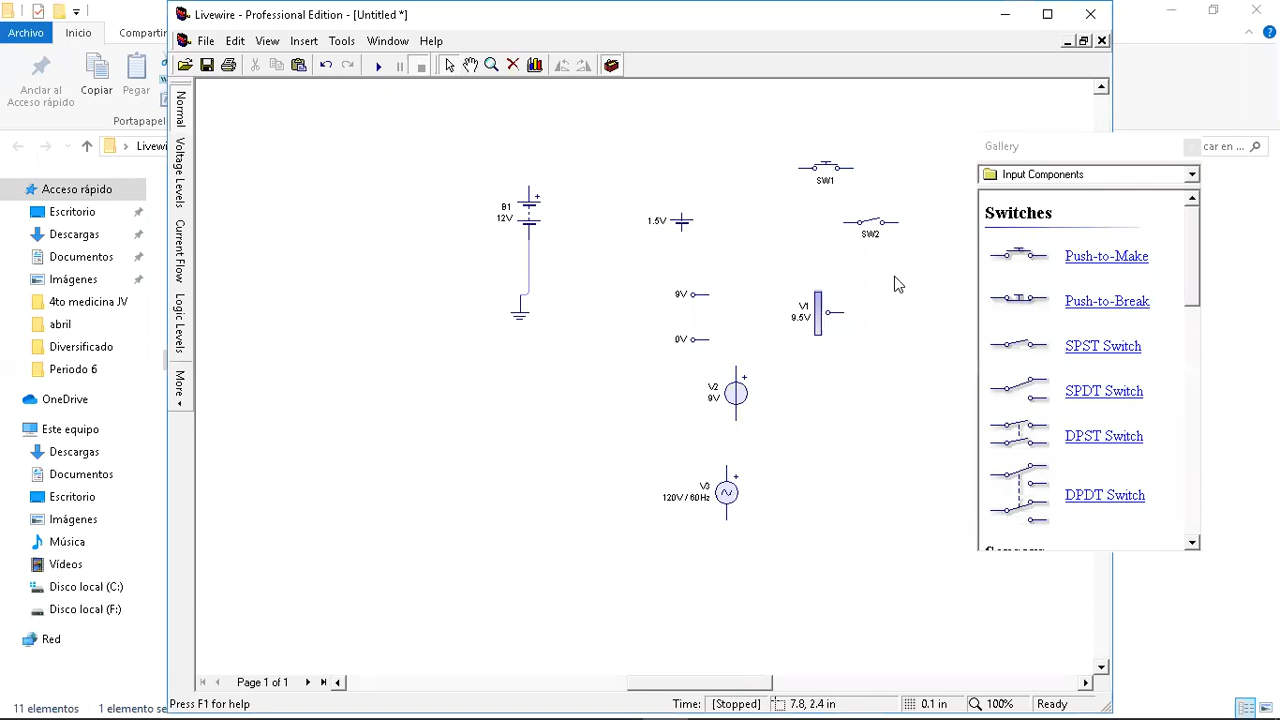 Livewire - Professional Edition - [Untitled *]
Archivo
Inicio
Compartir
File Edit View Insert Tools Window Help
Anclar al
Acceso rápido
Copiar
Pegar
Portapapel
Livewi
car en ...
Acceso rápido
Escritorio
Descargas
Documentos
Imágenes
4to medicina JV
abril
Diversificado
Periodo 6
OneDrive
Este equipo
Descargas
Documentos
Escritorio
Imágenes
Música
Vídeos
Disco local (C:)
Disco local (F:)
Red
11 elementos
1 elemento se
Normal
Voltage Levels
Current Flow
Logic Levels
More
B1
12V
+
1.5V
9V
0V
SW1
SW2
V1
9.5V
V2
9V
+
V3
120V / 60Hz
+
Gallery
Input Components
Switches
Push-to-Make
Push-to-Break
SPST Switch
SPDT Switch
DPST Switch
DPDT Switch
Page 1 of 1
Press F1 for help
Time: [Stopped]
7.8, 2.4 in
0.1 in
100%
Ready